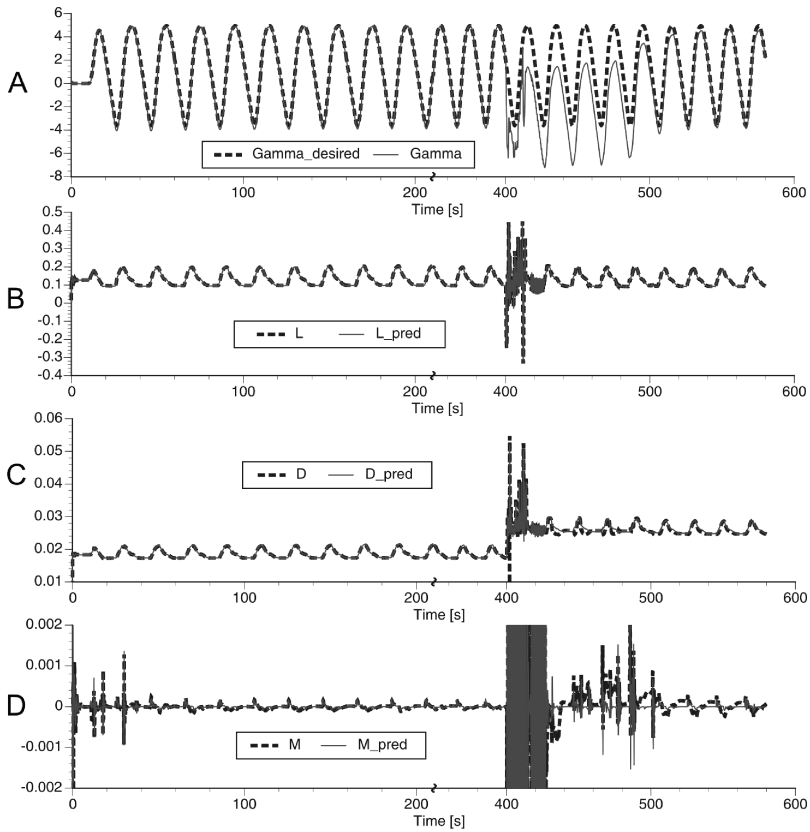 A
6
4
2
0
-2
-4
6
-8
Gamma_desired Gamma
0 100 200 400 500 600
Time [s] Time [s]
B
0.5
0.4
0.3
0.2
0.1
0
-0.1
-0.2
-0.3
-0.4
L L_pred
0 100 200 400 500 600
Time [s] Time [s]
C
0.06
0.05
0.04
0.03
0.02
0.01
D D_pred
0 100 200 400 500 600
Time [s] Time [s]
D
0.002
0.001
0
-0.001
-0.002
M M_pred
0 100 200 400 500 600
Time [s] Time [s]